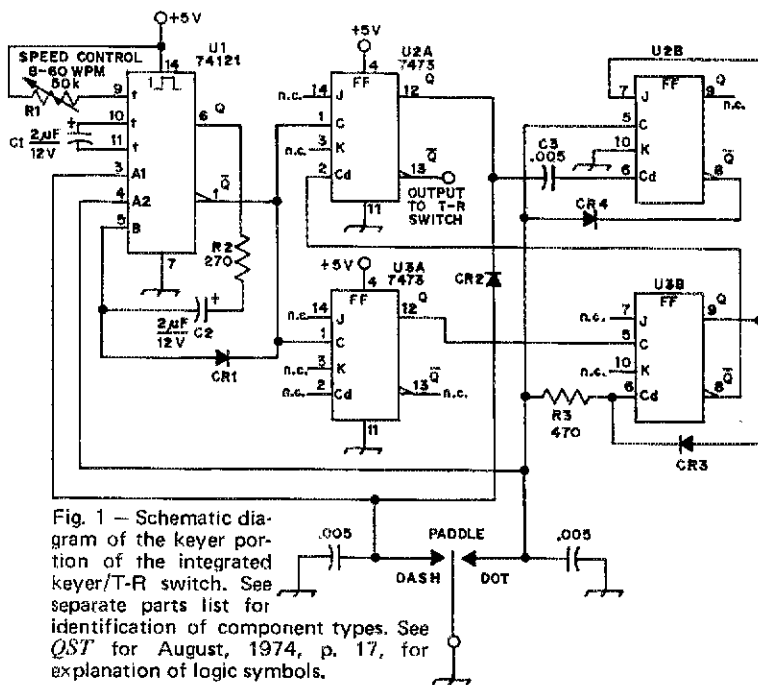 +5V
SPEED CONTROL
8-60 WPM
50k
R1
U1
74121
14
9 t
10 t
11 t
3 A1
4 A2
5 B
6 Q
1 Q̅
7
C1 2µF
12V
R2
270
2µF
12V C2
CR1
+5V
U2A
7473
4
FF
n.c. 14 J
1 C
n.c. 3 K
2 Cd
12 Q
13 Q̅
11
OUTPUT
TO T-R
SWITCH
+5V
U3A
7473
4
FF
n.c. 14 J
1 C
n.c. 3 K
n.c. 2 Cd
12 Q
13 Q̅ n.c.
11
CR2
C3
.005
U2B
FF
7 J
5 C
10 K
6 Cd
9 Q n.c.
8 Q̅
CR4
U3B
FF
n.c. 7 J
5 C
n.c. 10 K
6 Cd
9 Q
8 Q̅
R3
470
CR3
.005
PADDLE
DASH DOT
.005
Fig. 1 — Schematic dia-
gram of the keyer por-
tion of the integrated
keyer/T-R switch. See
separate parts list for
identification of component types. See
QST for August, 1974, p. 17, for
explanation of logic symbols.